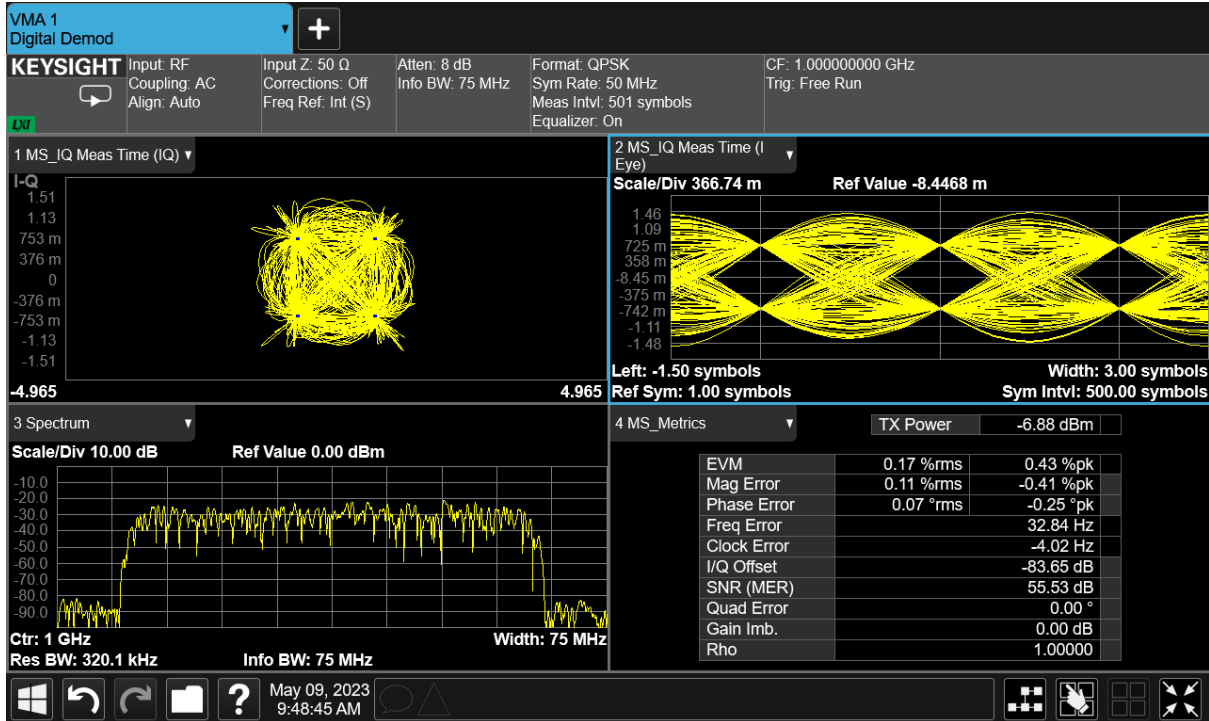 VMA 1
Digital Demod
KEYSIGHT
LXI
Input: RF
Coupling: AC
Align: Auto
Input Z: 50 Ω
Corrections: Off
Freq Ref: Int (S)
Atten: 8 dB
Info BW: 75 MHz
Format: QPSK
Sym Rate: 50 MHz
Meas Intvl: 501 symbols
Equalizer: On
CF: 1.000000000 GHz
Trig: Free Run
1 MS_IQ Meas Time (IQ)
I-Q
1.51
1.13
753 m
376 m
0
-376 m
-753 m
-1.13
-1.51
-4.965 4.965
2 MS_IQ Meas Time (I
Eye)
Scale/Div 366.74 m Ref Value -8.4468 m
1.46
1.09
725 m
358 m
-8.45 m
-375 m
-742 m
-1.11
-1.48
Left: -1.50 symbols Width: 3.00 symbols
Ref Sym: 1.00 symbols Sym Intvl: 500.00 symbols
3 Spectrum
Scale/Div 10.00 dB Ref Value 0.00 dBm
-10.0
-20.0
-30.0
-40.0
-50.0
-60.0
-70.0
-80.0
-90.0
Ctr: 1 GHz Width: 75 MHz
Res BW: 320.1 kHz Info BW: 75 MHz
4 MS_Metrics
TX Power -6.88 dBm
EVM 0.17 %rms 0.43 %pk
Mag Error 0.11 %rms -0.41 %pk
Phase Error 0.07 °rms -0.25 °pk
Freq Error 32.84 Hz
Clock Error -4.02 Hz
I/Q Offset -83.65 dB
SNR (MER) 55.53 dB
Quad Error 0.00 °
Gain Imb. 0.00 dB
Rho 1.00000
May 09, 2023
9:48:45 AM